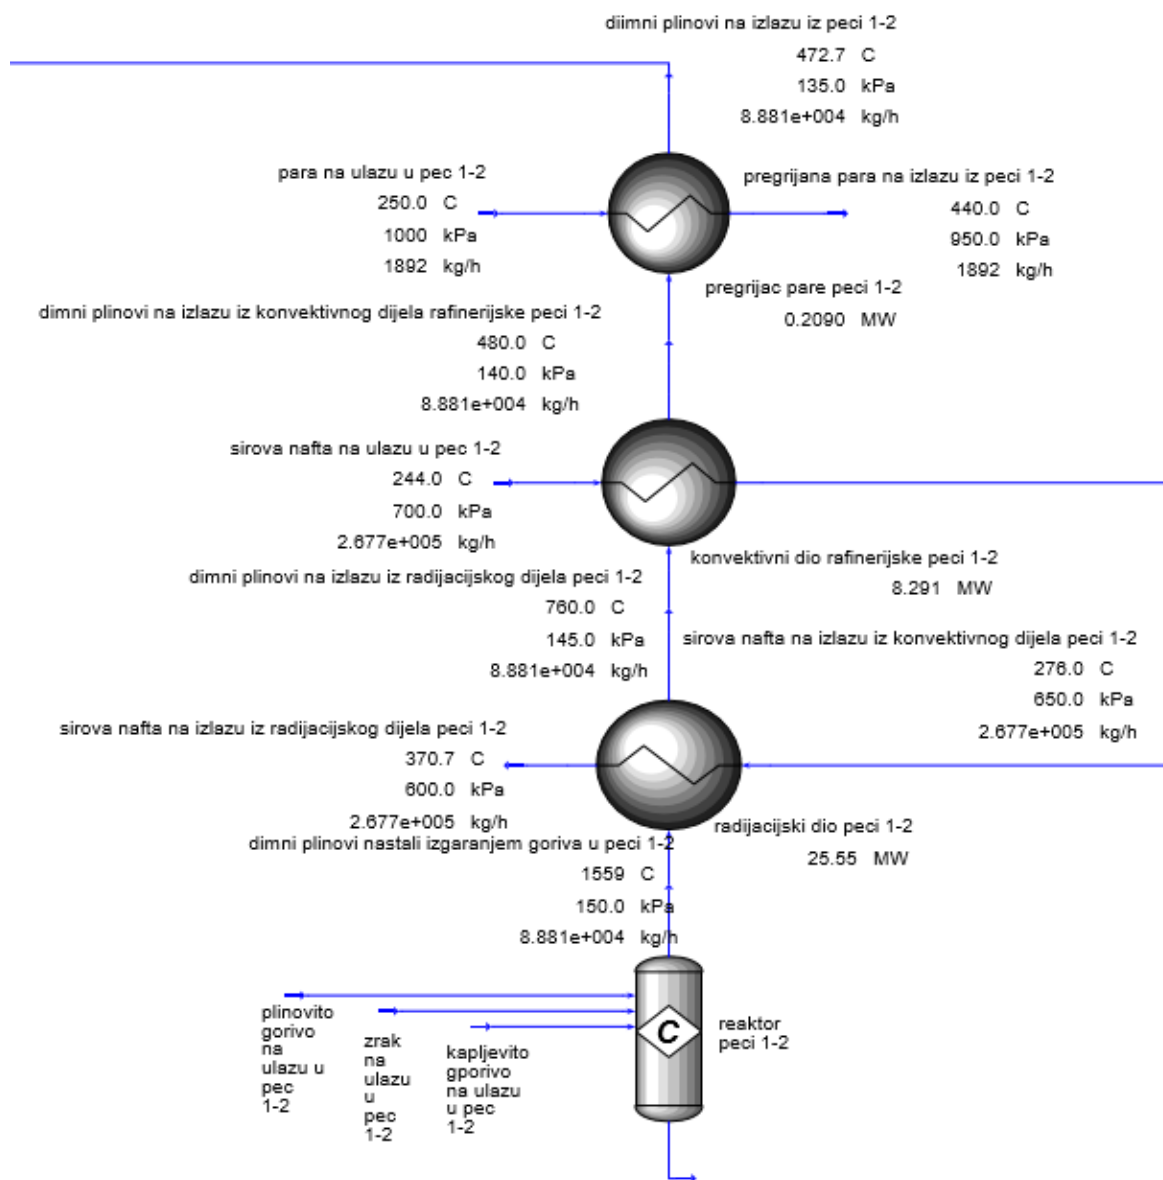 diimni plinovi na izlazu iz peci 1-2
472.7 C
135.0 kPa
8.881e+004 kg/h
para na ulazu u pec 1-2
250.0 C
1000 kPa
1892 kg/h
pregrijana para na izlazu iz peci 1-2
440.0 C
950.0 kPa
1892 kg/h
pregrijac pare peci 1-2
0.2090 MW
dimni plinovi na izlazu iz konvektivnog dijela rafinerijske peci 1-2
480.0 C
140.0 kPa
8.881e+004 kg/h
sirova nafta na ulazu u pec 1-2
244.0 C
700.0 kPa
2.677e+005 kg/h
konvektivni dio rafinerijske peci 1-2
8.291 MW
dimni plinovi na izlazu iz radijacijskog dijela peci 1-2
760.0 C
145.0 kPa
8.881e+004 kg/h
sirova nafta na izlazu iz konvektivnog dijela peci 1-2
276.0 C
650.0 kPa
2.677e+005 kg/h
sirova nafta na izlazu iz radijacijskog dijela peci 1-2
370.7 C
600.0 kPa
2.677e+005 kg/h
radijacijski dio peci 1-2
25.55 MW
dimni plinovi nastali izgaranjem goriva u peci 1-2
1559 C
150.0 kPa
8.881e+004 kg/h
plinovito
gorivo
na
ulazu u
pec
1-2
zrak
na
ulazu
u
pec
1-2
kapljevito
gporivo
na ulazu
u pec
1-2
C
reaktor
peci 1-2